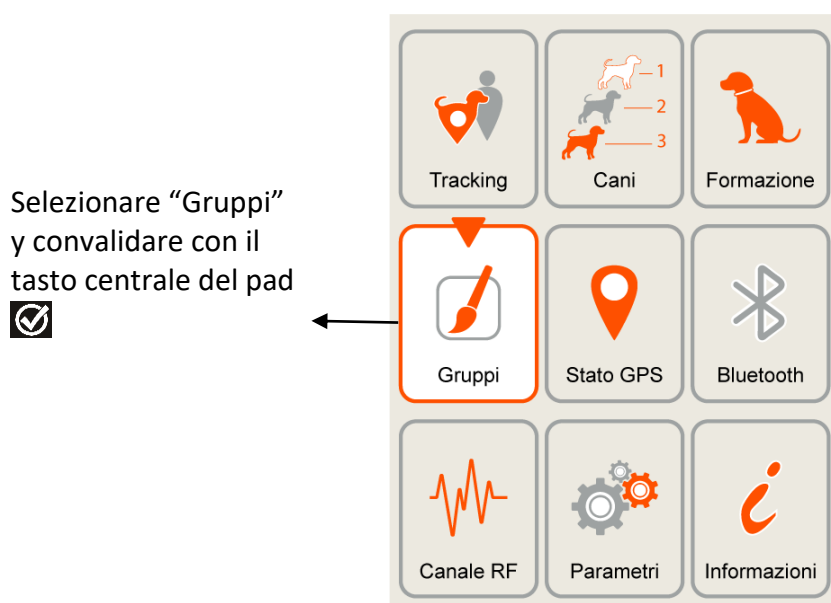 1
2
3
Tracking
Cani
Formazione
Selezionare “Gruppi”
y convalidare con il
tasto centrale del pad
Gruppi
Stato GPS
Bluetooth
Canale RF
Parametri
Informazioni